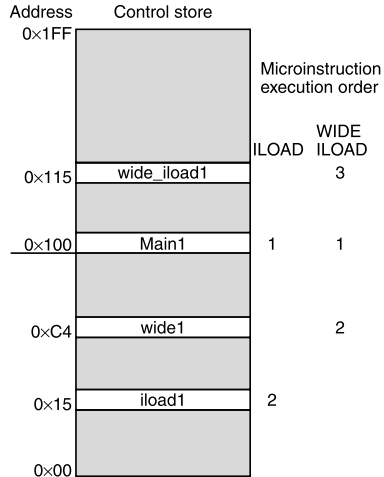 Address Control store
0×1FF
Microinstruction
execution order
WIDE
ILOAD ILOAD
0×115 wide_iload1 3
0×100 Main1 1 1
0×C4 wide1 2
0×15 iload1 2
0×00